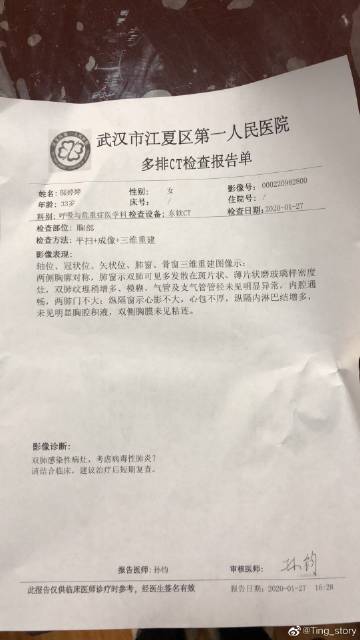 武汉市江夏区第一人民医院
多排CT检查报告单
姓名： 性别： 女 影像号： 000220962800
年龄： 33岁 床号： / 住院号： /
科别： 呼吸与危重症医学科 检查设备： 东软CT 检查日期： 2020-01-27
检查部位： 胸部
检查方法： 平扫+成像+三维重建
影像表现：
轴位、冠状位、矢状位、肺窗、骨窗三维重建图像示：
两侧胸廓对称，肺窗示双肺可见多发散在斑片状、薄片状磨玻璃样密度
灶，双肺纹理稍增多、模糊。气管及支气管管径未见明显异常，内腔通
畅，两肺门不大；纵隔窗示心影不大，心包不厚，纵隔内淋巴结增多，
未见明显胸腔积液，双侧胸膜未见粘连。
影像诊断：
双肺感染性病灶，考虑病毒性肺炎？
请结合临床，建议治疗后短期复查。
报告医师： 孙钧 审核医师： 孙钧
此报告仅供临床医师诊疗时参考，经医生签名有效 报告日期：2020-01-27 16:28
@Ting_story